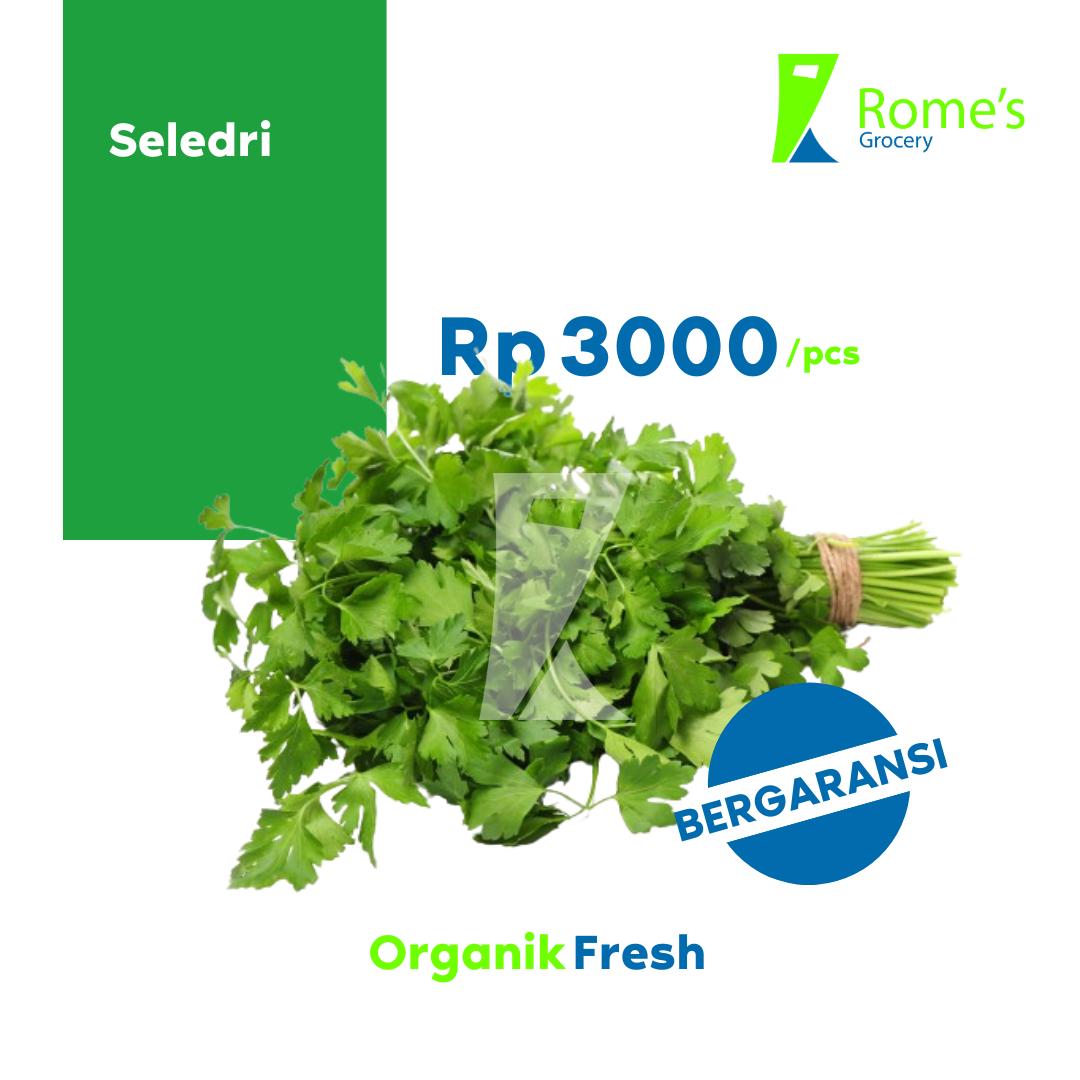 Seledri
Rome's
Grocery
Rp 3000 /pcs
BERGARANSI
Organik Fresh